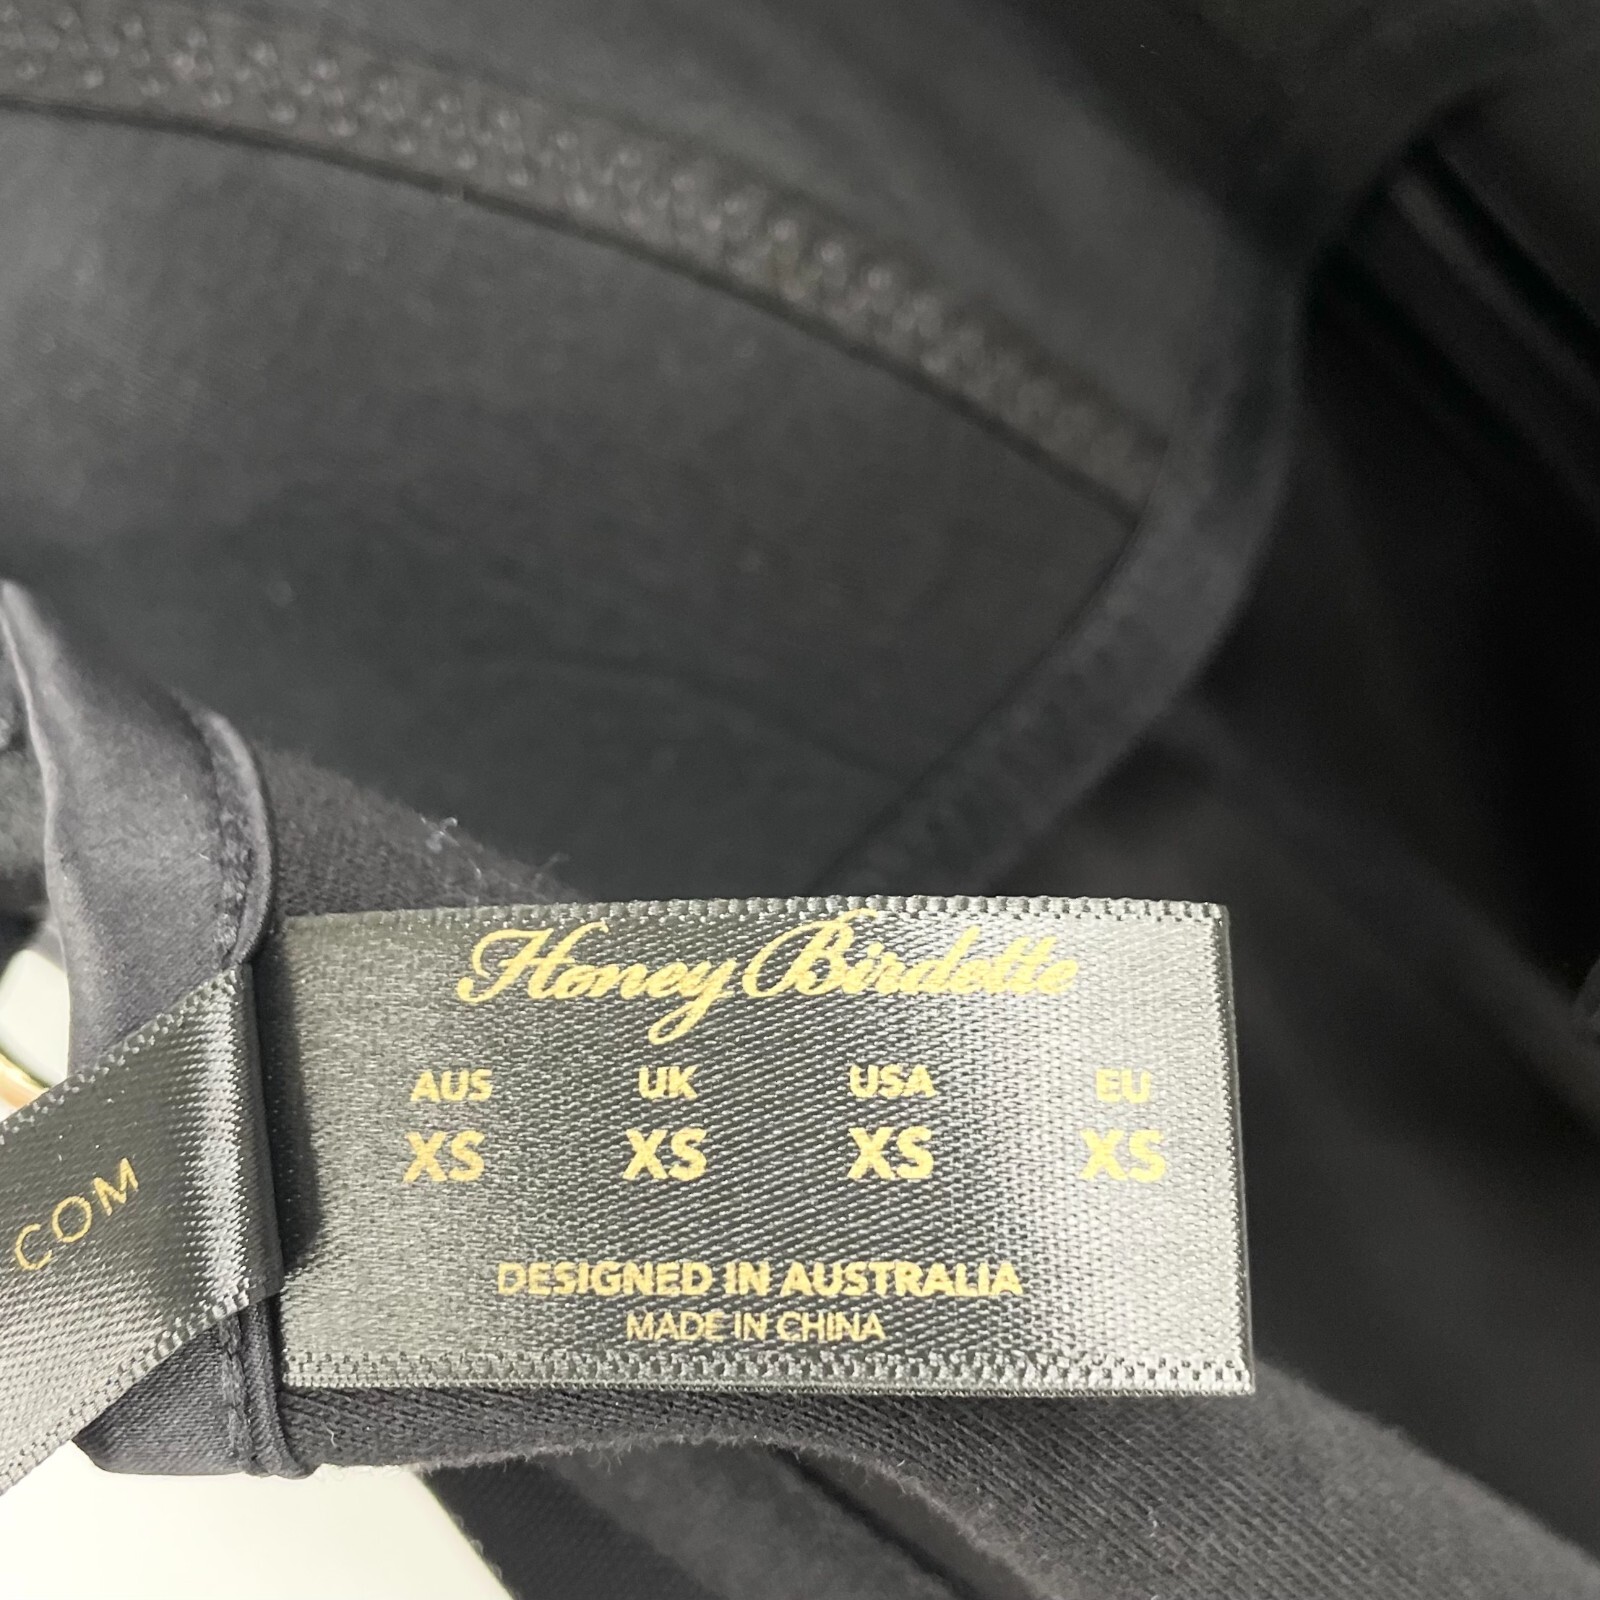 Honey Birdette
AUS UK USA EU
XS XS XS XS
DESIGNED IN AUSTRALIA
MADE IN CHINA
COM